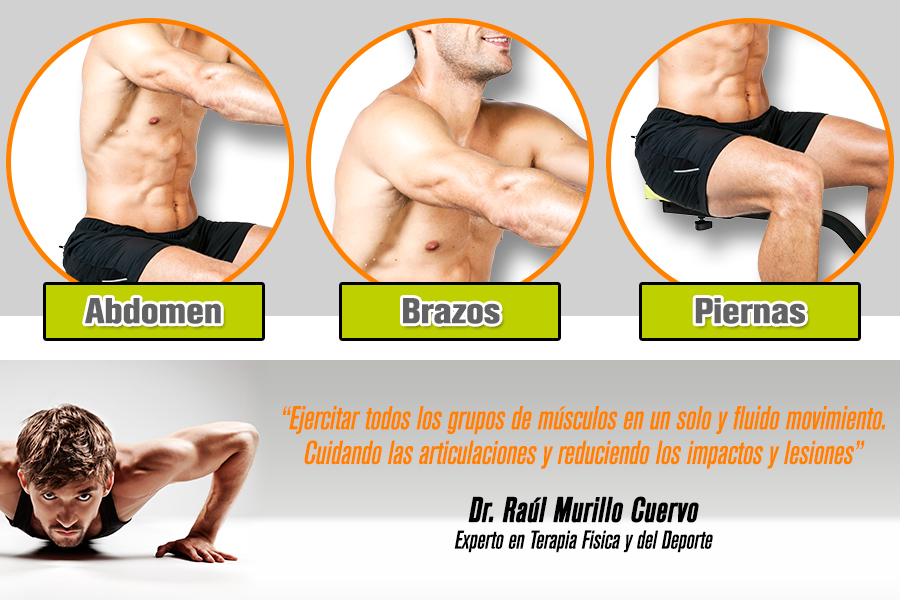 Abdomen
Brazos
Piernas
“Ejercitar todos los grupos de músculos en un solo y fluido movimiento.
Cuidando las articulaciones y reduciendo los impactos y lesiones”
Dr. Raúl Murillo Cuervo
Experto en Terapia Fisica y del Deporte